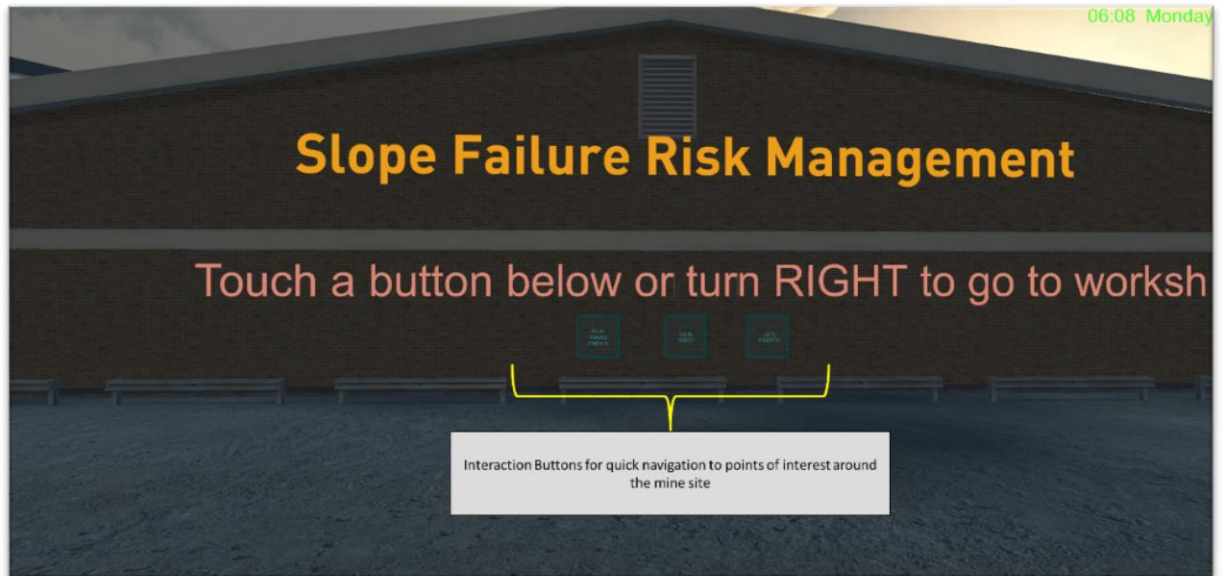 06:08 Monday
Slope Failure Risk Management
Touch a button below or turn RIGHT to go to worksh
Interaction Buttons for quick navigation to points of interest around
the mine site